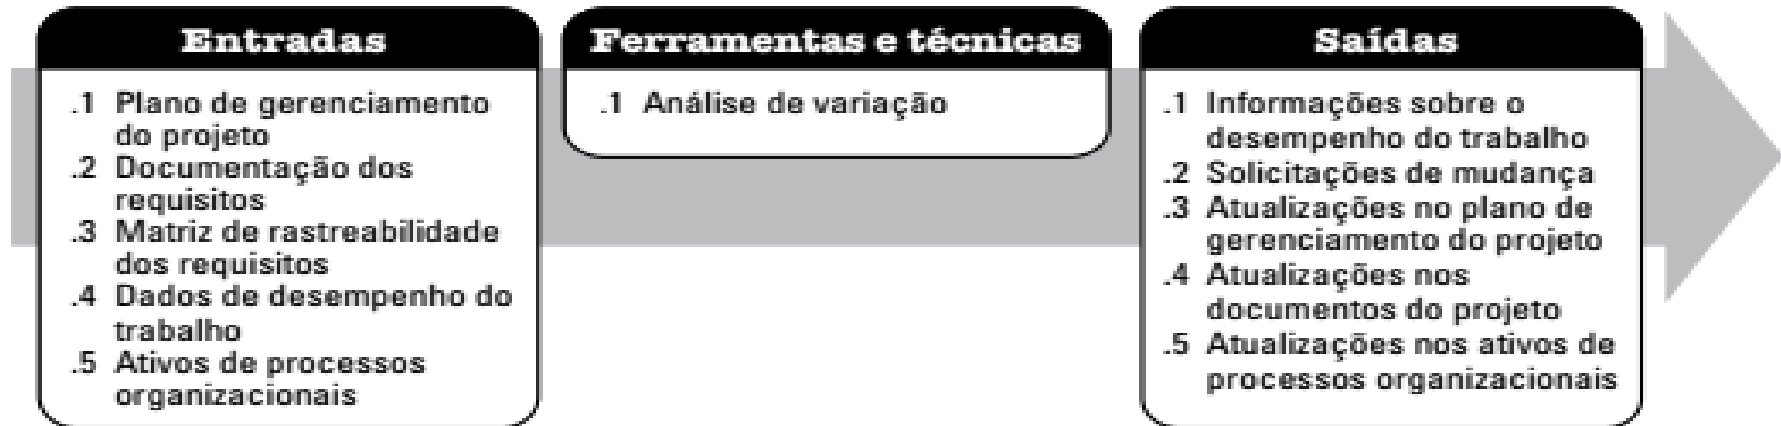 Entradas
.1 Plano de gerenciamento
do projeto
.2 Documentação dos
requisitos
.3 Matriz de rastreabilidade
dos requisitos
.4 Dados de desempenho do
trabalho
.5 Ativos de processos
organizacionais
Ferramentas e técnicas
.1 Análise de variação
Saídas
.1 Informações sobre o
desempenho do trabalho
.2 Solicitações de mudança
.3 Atualizações no plano de
gerenciamento do projeto
.4 Atualizações nos
documentos do projeto
.5 Atualizações nos ativos de
processos organizacionais